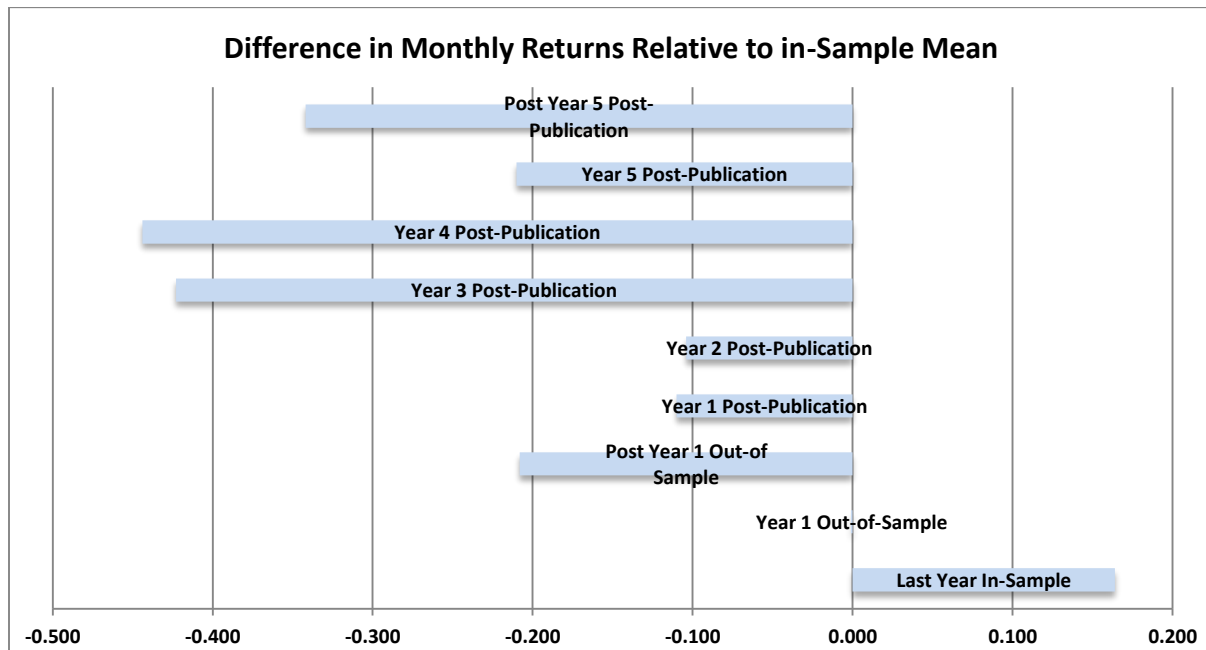 Difference in Monthly Returns Relative to in-Sample Mean
Post Year 5 Post-
Publication
Year 5 Post-Publication
Year 4 Post-Publication
Year 3 Post-Publication
Year 2 Post-Publication
Year 1 Post-Publication
Post Year 1 Out-of
Sample
Year 1 Out-of-Sample
Last Year In-Sample
-0.500 -0.400 -0.300 -0.200 -0.100 0.000 0.100 0.200